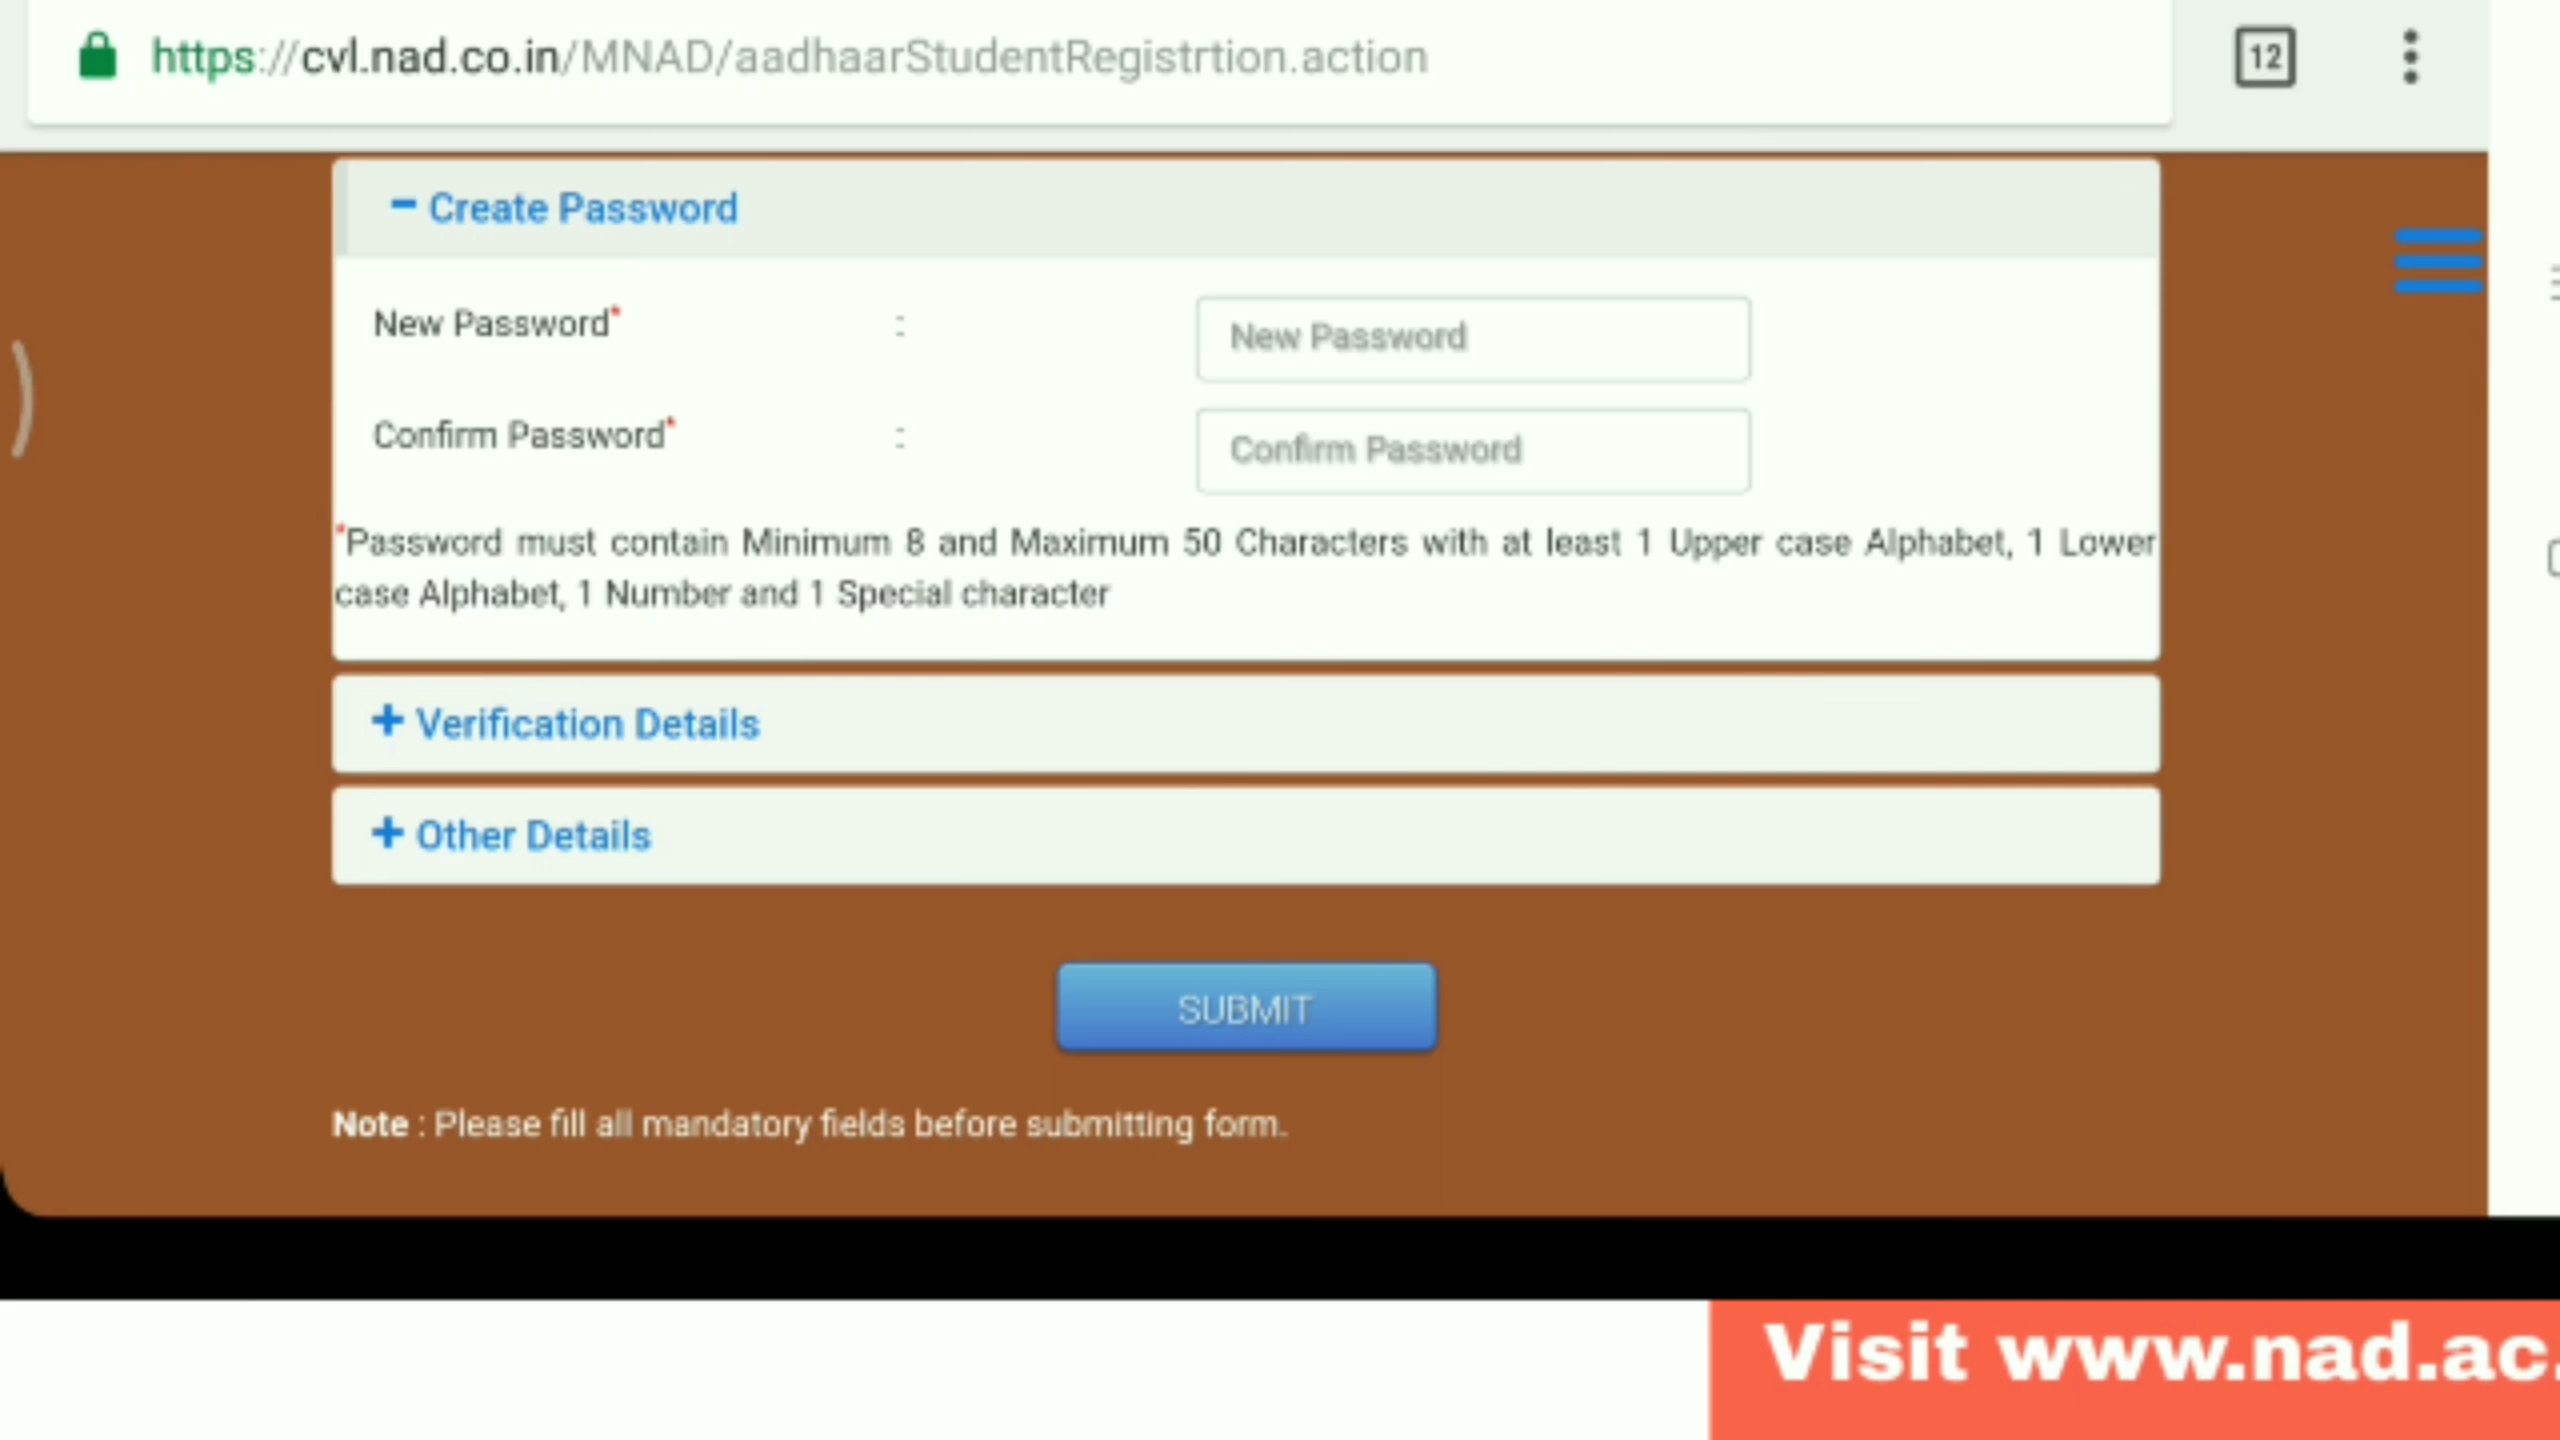 https://cvl.nad.co.in/MNAD/aadhaarStudentRegistrtion.action
12
− Create Password
New Password* : New Password
Confirm Password* : Confirm Password
*Password must contain Minimum 8 and Maximum 50 Characters with at least 1 Upper case Alphabet, 1 Lower
case Alphabet, 1 Number and 1 Special character
+ Verification Details
+ Other Details
SUBMIT
Note : Please fill all mandatory fields before submitting form.
Visit www.nad.ac.